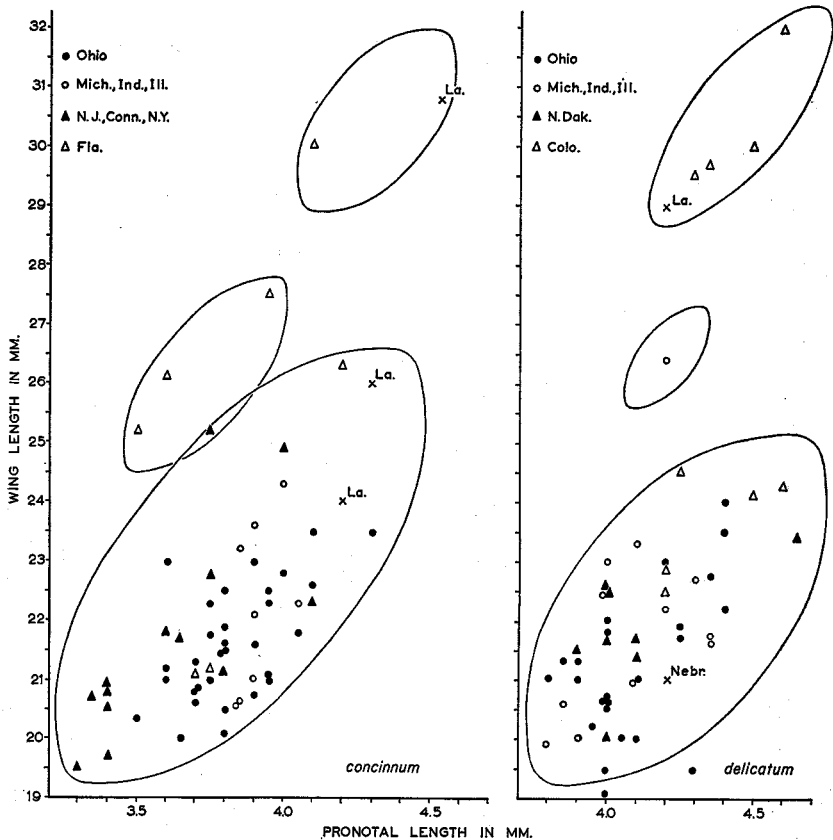 32
31
30
29
28
27
26
25
24
23
22
21
20
19
WING LENGTH IN MM.
Ohio
Mich., Ind., Ill.
N.J., Conn., N.Y.
Fla.
La.
La.
La.
concinnum
3.5
4.0
4.5
Ohio
Mich., Ind., Ill.
N. Dak.
Colo.
La.
Nebr.
delicatum
4.0
4.5
PRONOTAL LENGTH IN MM.